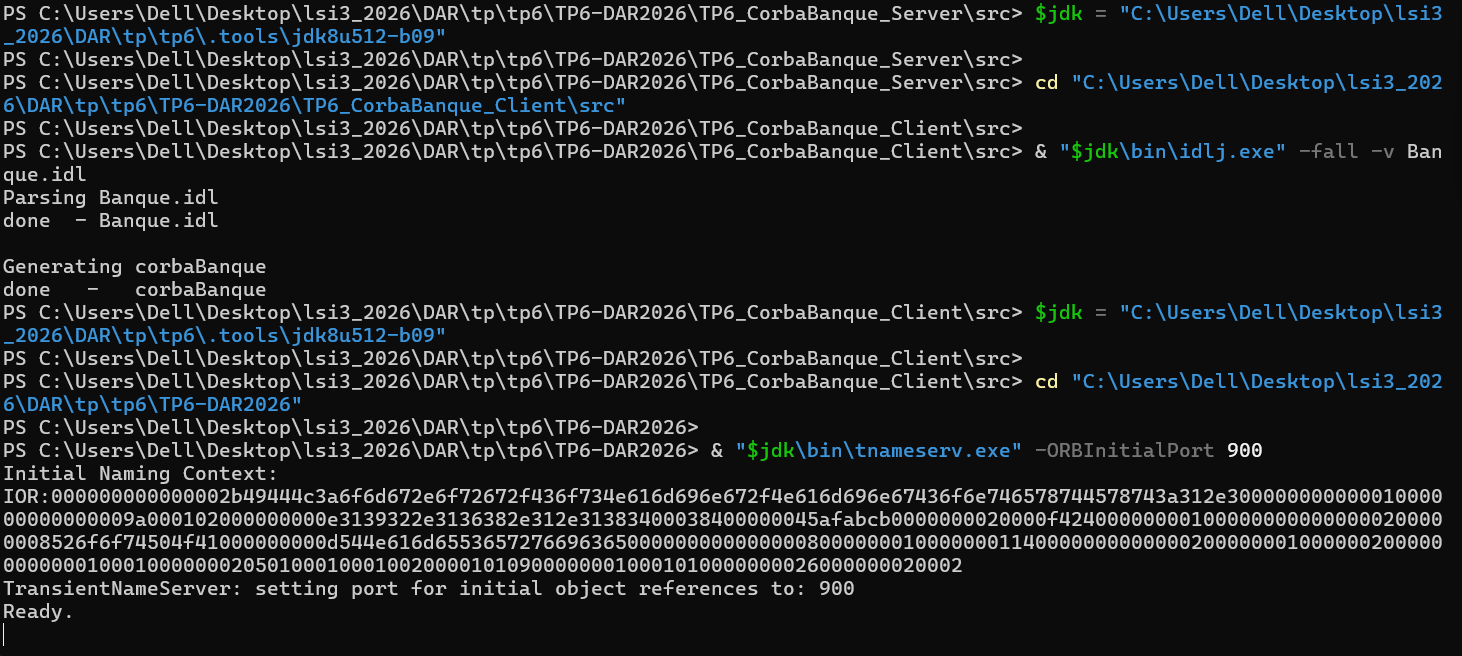 PS C:\Users\Dell\Desktop\lsi3_2026\DAR\tp\tp6\TP6-DAR2026\TP6_CorbaBanque_Server\src> $jdk = "C:\Users\Dell\Desktop\lsi3
_2026\DAR\tp\tp6\.tools\jdk8u512-b09"
PS C:\Users\Dell\Desktop\lsi3_2026\DAR\tp\tp6\TP6-DAR2026\TP6_CorbaBanque_Server\src>
PS C:\Users\Dell\Desktop\lsi3_2026\DAR\tp\tp6\TP6-DAR2026\TP6_CorbaBanque_Server\src> cd "C:\Users\Dell\Desktop\lsi3_202
6\DAR\tp\tp6\TP6-DAR2026\TP6_CorbaBanque_Client\src"
PS C:\Users\Dell\Desktop\lsi3_2026\DAR\tp\tp6\TP6-DAR2026\TP6_CorbaBanque_Client\src>
PS C:\Users\Dell\Desktop\lsi3_2026\DAR\tp\tp6\TP6-DAR2026\TP6_CorbaBanque_Client\src> & "$jdk\bin\idlj.exe" -fall -v Ban
que.idl
Parsing Banque.idl
done  - Banque.idl

Generating corbaBanque
done   -   corbaBanque
PS C:\Users\Dell\Desktop\lsi3_2026\DAR\tp\tp6\TP6-DAR2026\TP6_CorbaBanque_Client\src> $jdk = "C:\Users\Dell\Desktop\lsi3
_2026\DAR\tp\tp6\.tools\jdk8u512-b09"
PS C:\Users\Dell\Desktop\lsi3_2026\DAR\tp\tp6\TP6-DAR2026\TP6_CorbaBanque_Client\src>
PS C:\Users\Dell\Desktop\lsi3_2026\DAR\tp\tp6\TP6-DAR2026\TP6_CorbaBanque_Client\src> cd "C:\Users\Dell\Desktop\lsi3_202
6\DAR\tp\tp6\TP6-DAR2026"
PS C:\Users\Dell\Desktop\lsi3_2026\DAR\tp\tp6\TP6-DAR2026>
PS C:\Users\Dell\Desktop\lsi3_2026\DAR\tp\tp6\TP6-DAR2026> & "$jdk\bin\tnameserv.exe" -ORBInitialPort 900
Initial Naming Context:
IOR:000000000000002b49444c3a6f6d672e6f72672f436f734e616d696e672f4e616d696e67436f6e746578744578743a312e300000000000010000
00000000009a000102000000000e3139322e3136382e312e31383400038400000045afabcb0000000020000f42400000000100000000000000020000
0008526f6f74504f41000000000d544e616d65536572766963650000000000000008000000010000000114000000000000020000000100000020000
0000000010001000000020501000100010020000101090000000100010100000000026000000020002
TransientNameServer: setting port for initial object references to: 900
Ready.